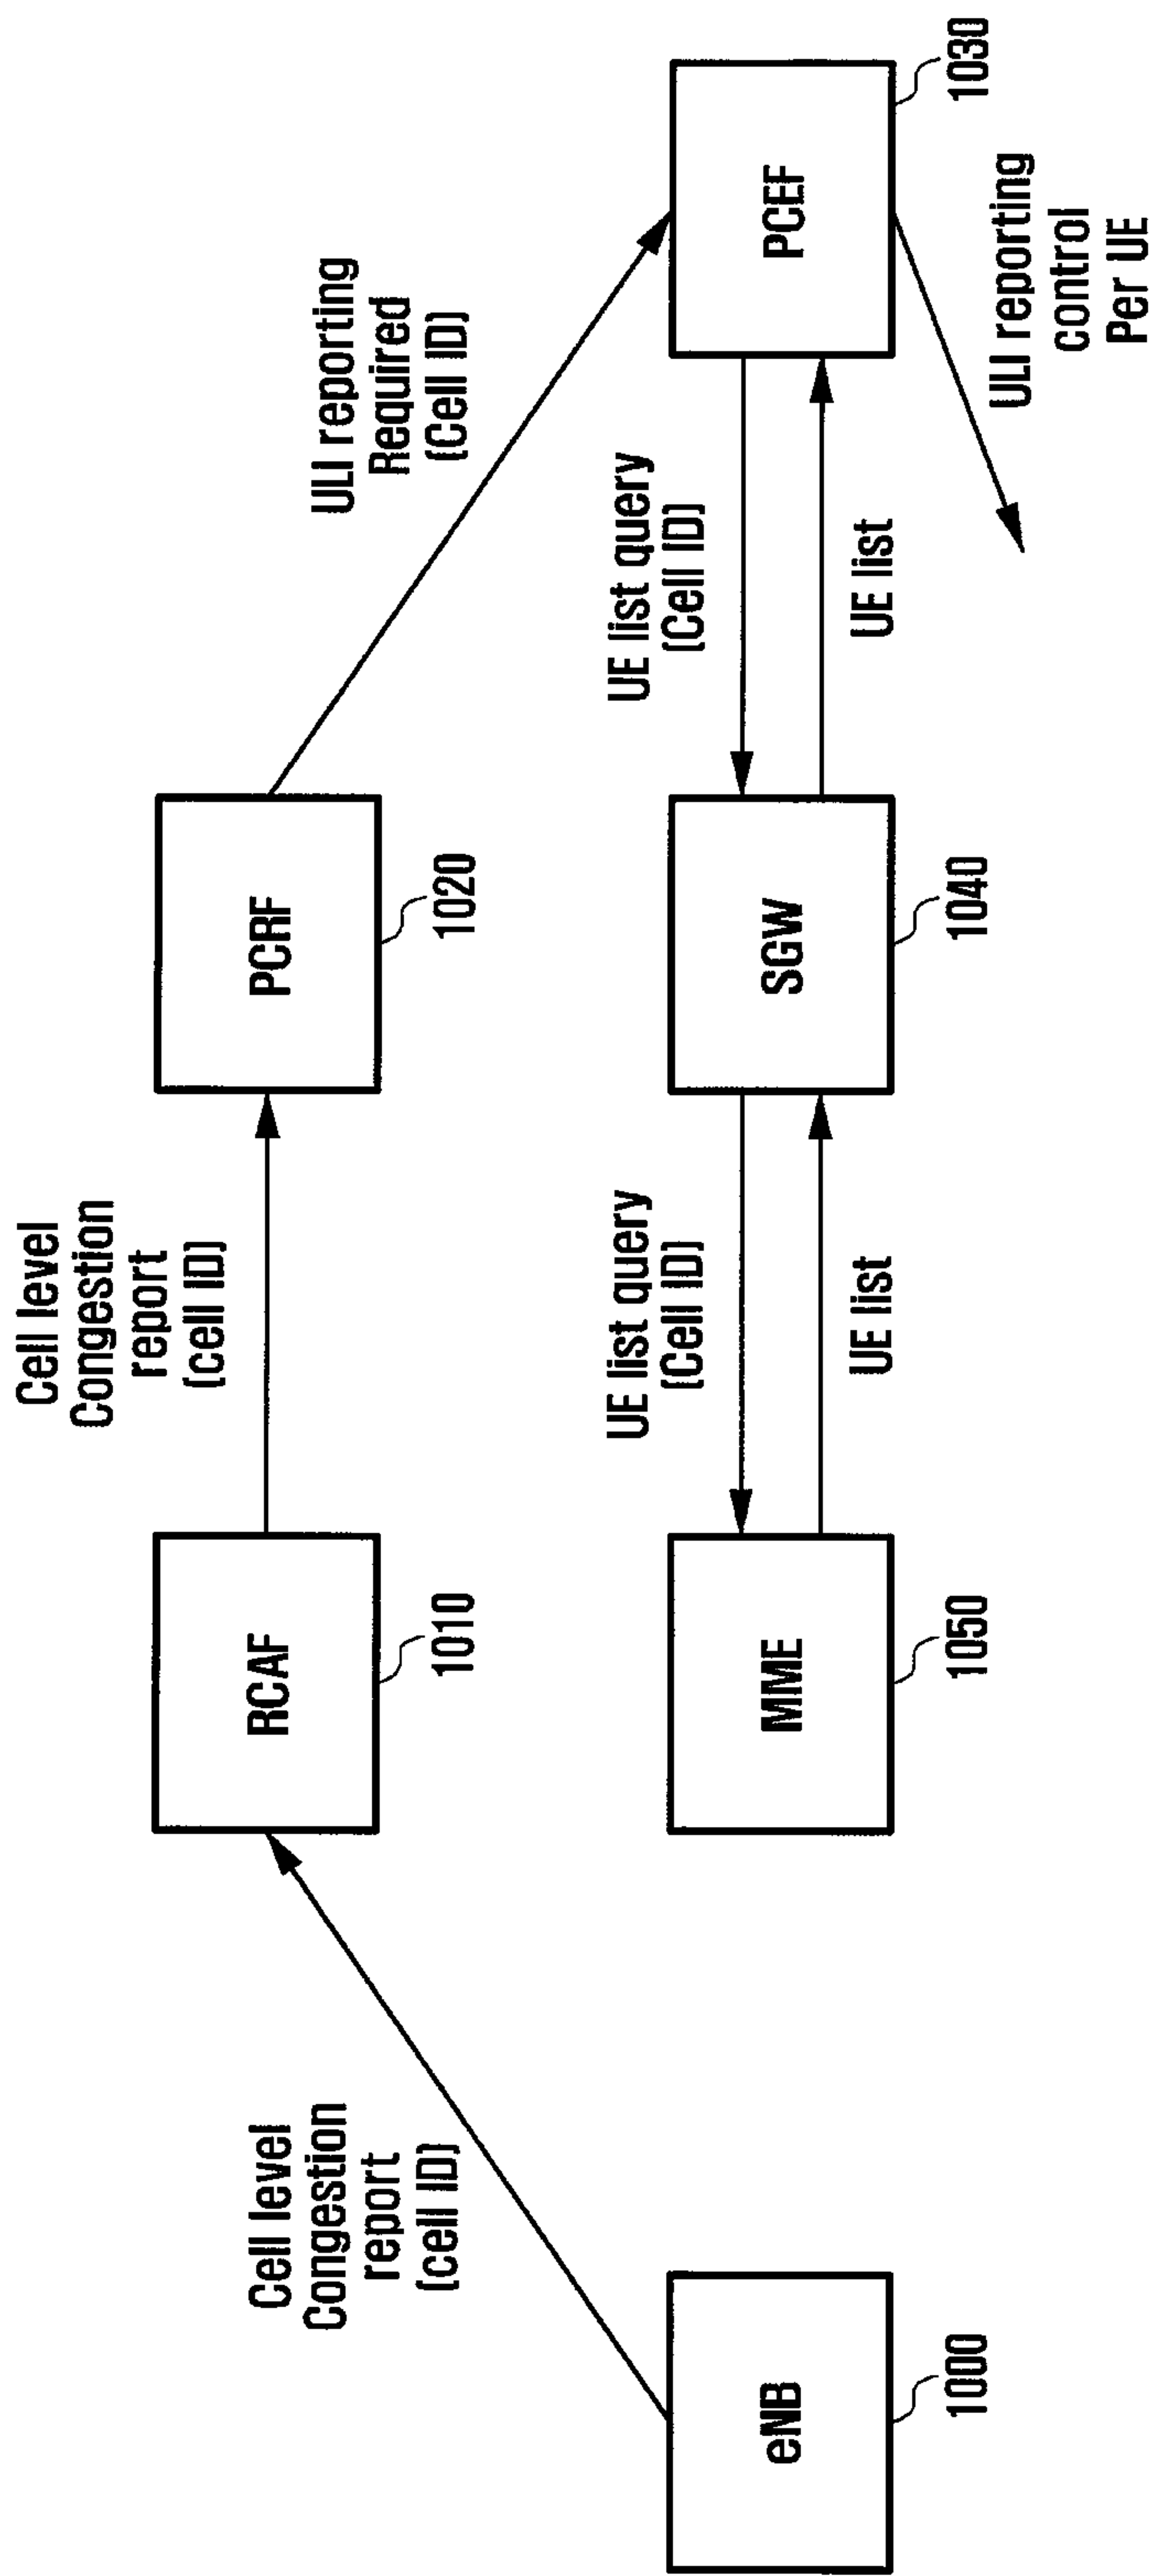 Cell level
Congestion
report
(cell ID)
ULI reporting
Required
(Cell ID)
Cell level
Congestion
report
(cell ID)
RCAF
1010
PCRF
1020
UE list query
(Cell ID)
UE list query
(Cell ID)
eNB
1000
MME
1050
SGW
1040
PCEF
1030
UE list
UE list
ULI reporting
control
Per UE